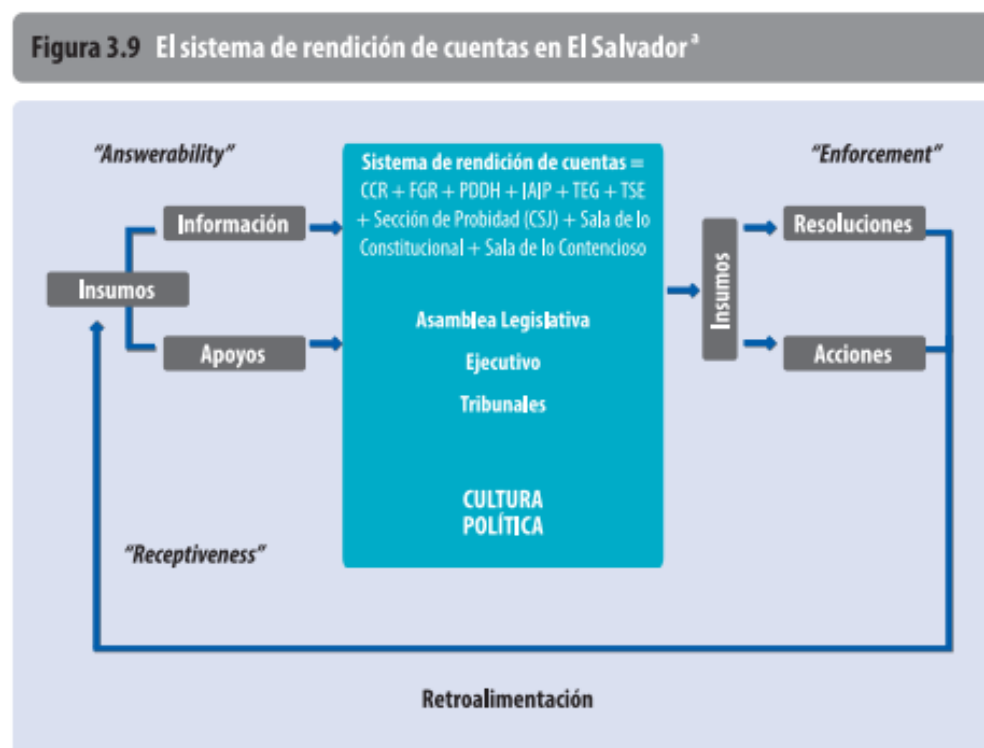 Figura 3.9 El sistema de rendición de cuentas en El Salvador ª
"Answerability"
Información
Insumos
Apoyos
"Receptiveness"
Sistema de rendición de cuentas =
CCR + FGR + PDDH + IAIP + TEG + TSE
+ Sección de Probidad (CSJ) + Sala de lo
Constitucional + Sala de lo Contencioso
Asamblea Legislativa
Ejecutivo
Tribunales
CULTURA
POLÍTICA
Insumos
"Enforcement"
Resoluciones
Acciones
Retroalimentación